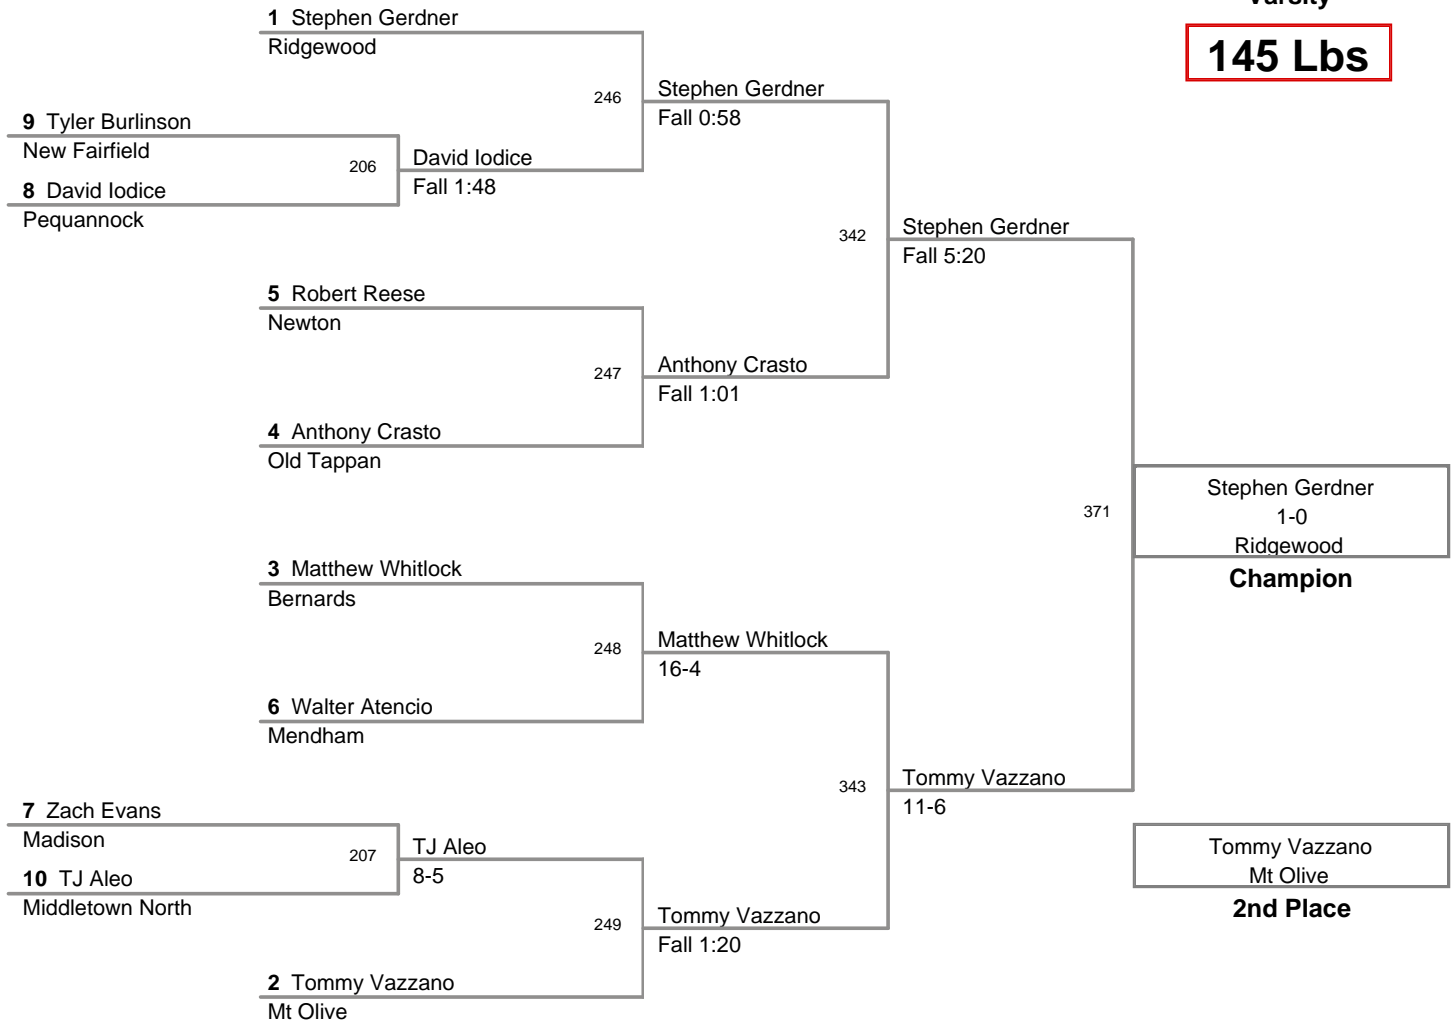 Varsity
145 Lbs
1 Stephen Gerdner
Ridgewood
246
Stephen Gerdner
Fall 0:58
9 Tyler Burlinson
New Fairfield
206
David Iodice
Fall 1:48
8 David Iodice
Pequannock
342
Stephen Gerdner
Fall 5:20
5 Robert Reese
Newton
247
Anthony Crasto
Fall 1:01
4 Anthony Crasto
Old Tappan
371
Stephen Gerdner
1-0
Ridgewood
Champion
3 Matthew Whitlock
Bernards
248
Matthew Whitlock
16-4
6 Walter Atencio
Mendham
343
Tommy Vazzano
11-6
7 Zach Evans
Madison
207
TJ Aleo
8-5
10 TJ Aleo
Middletown North
249
Tommy Vazzano
Fall 1:20
2 Tommy Vazzano
Mt Olive
Tommy Vazzano
Mt Olive
2nd Place